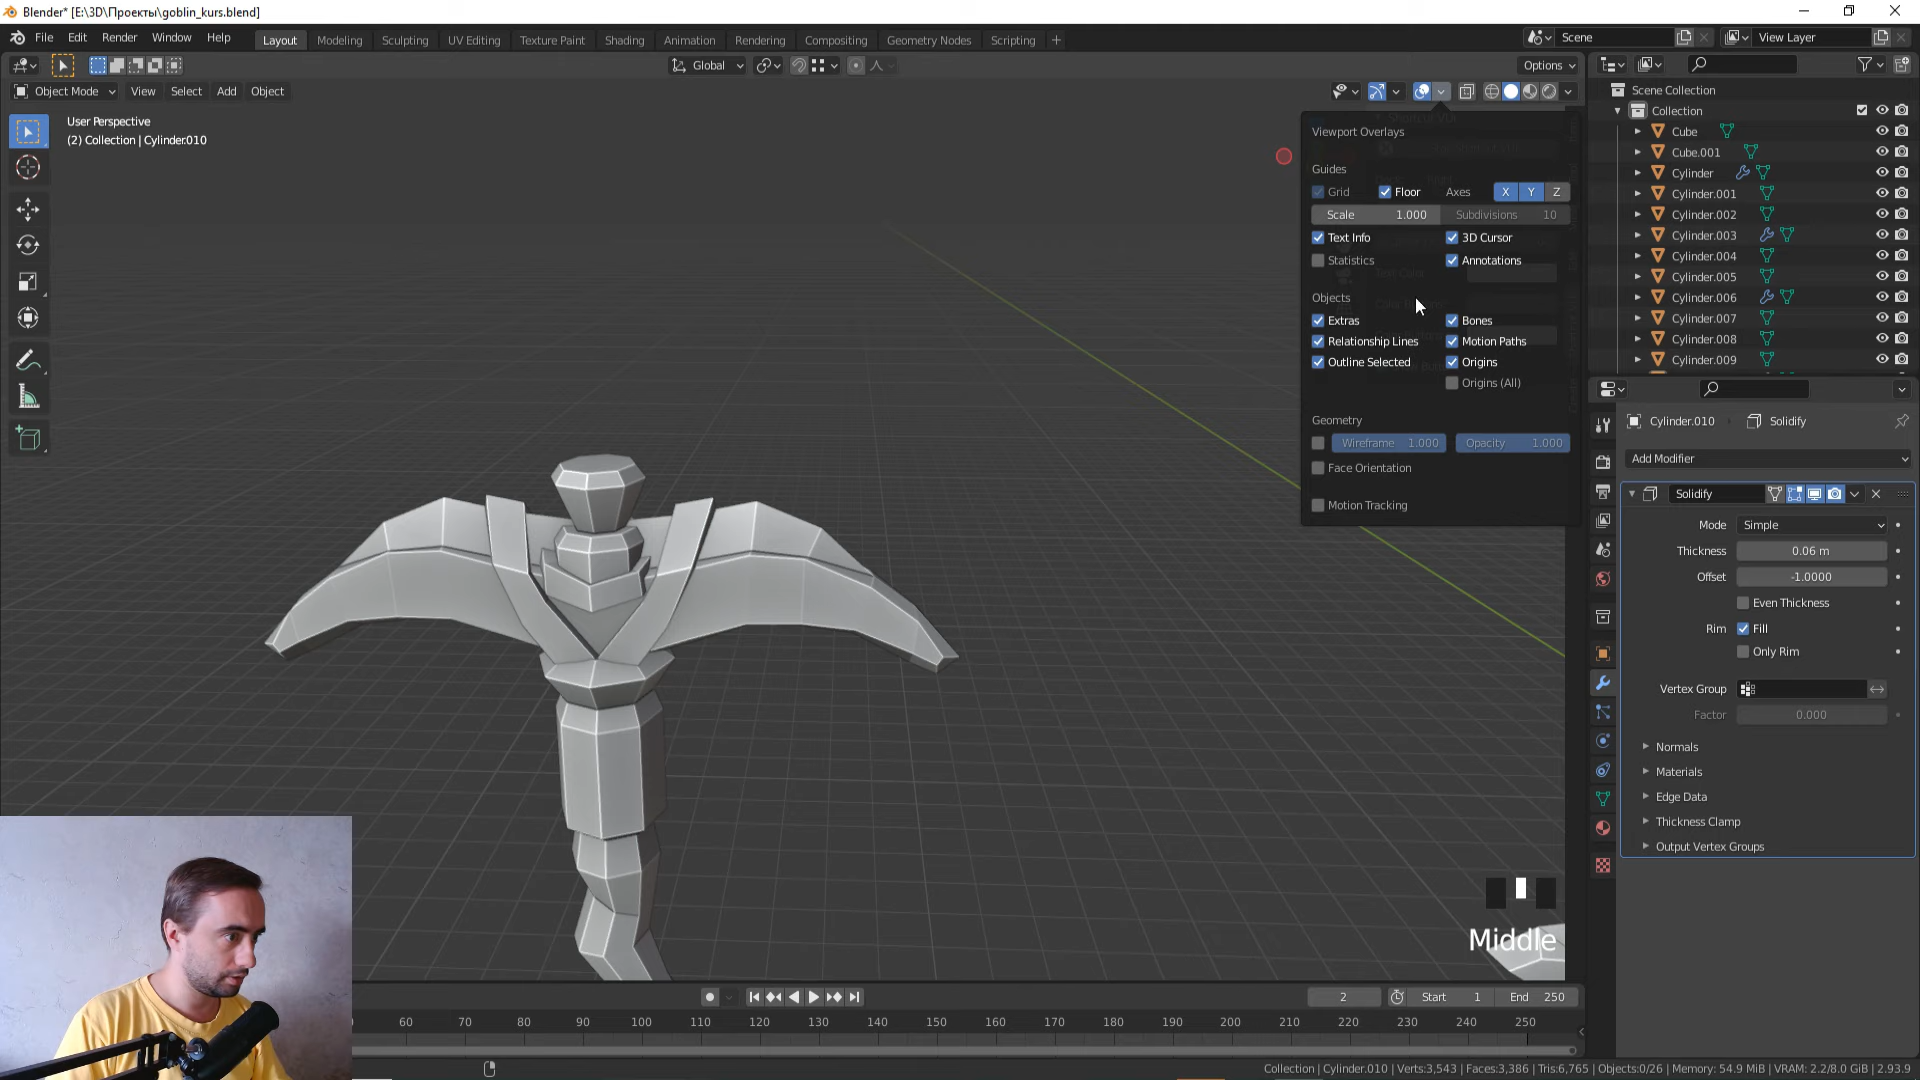 Blender* [E:\3D\Проекты\goblin_kurs.blend]
File Edit Render Window Help
Layout Modeling Sculpting UV Editing Texture Paint Shading Animation Rendering Compositing Geometry Nodes Scripting +
Scene
View Layer
Global
Options
Object Mode View Select Add Object
User Perspective
(2) Collection | Cylinder.010
Viewport Overlays
Guides
Grid Floor Axes X Y Z
Scale 1.000 Subdivisions 10
Text Info 3D Cursor
Statistics Annotations
Objects
Extras Bones
Relationship Lines Motion Paths
Outline Selected Origins
Origins (All)
Geometry
Wireframe 1.000 Opacity 1.000
Face Orientation
Motion Tracking
Scene Collection
Collection
Cube
Cube.001
Cylinder
Cylinder.001
Cylinder.002
Cylinder.003
Cylinder.004
Cylinder.005
Cylinder.006
Cylinder.007
Cylinder.008
Cylinder.009
Cylinder.010 Solidify
Add Modifier
Solidify
Mode Simple
Thickness 0.06 m
Offset -1.0000
Even Thickness
Rim Fill
Only Rim
Vertex Group
Factor 0.000
Normals
Materials
Edge Data
Thickness Clamp
Output Vertex Groups
Middle
2 Start 1 End 250
60 70 80 90 100 110 120 130 140 150 160 170 180 190 200 210 220 230 240 250
Collection | Cylinder.010 | Verts:3,543 | Faces:3,386 | Tris:6,765 | Objects:0/26 | Memory: 54.9 MiB | VRAM: 2.2/8.0 GiB | 2.93.9